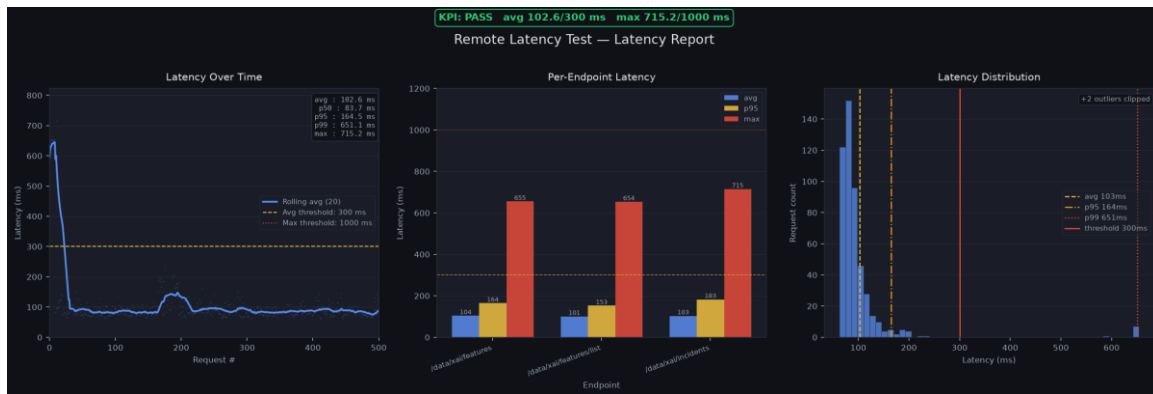 KPI: PASS   avg 102.6/300 ms   max 715.2/1000 ms
Remote Latency Test — Latency Report
Latency Over Time
avg : 102.6 ms
p50 : 83.7 ms
p95 : 164.5 ms
p99 : 651.1 ms
max : 715.2 ms
Rolling avg (20)
Avg threshold: 300 ms
Max threshold: 1000 ms
Latency (ms)
800
700
600
500
400
300
200
100
0
0 100 200 300 400 500
Request #
Per-Endpoint Latency
avg
p95
max
Latency (ms)
1200
1000
800
600
400
200
0
104 164 655
101 153 654
103 183 715
/data/xai/features
/data/xai/features/list
/data/xai/incidents
Endpoint
Latency Distribution
+2 outliers clipped
avg 103ms
p95 164ms
p99 651ms
threshold 300ms
Request count
140
120
100
80
60
40
20
0
100 200 300 400 500 600
Latency (ms)